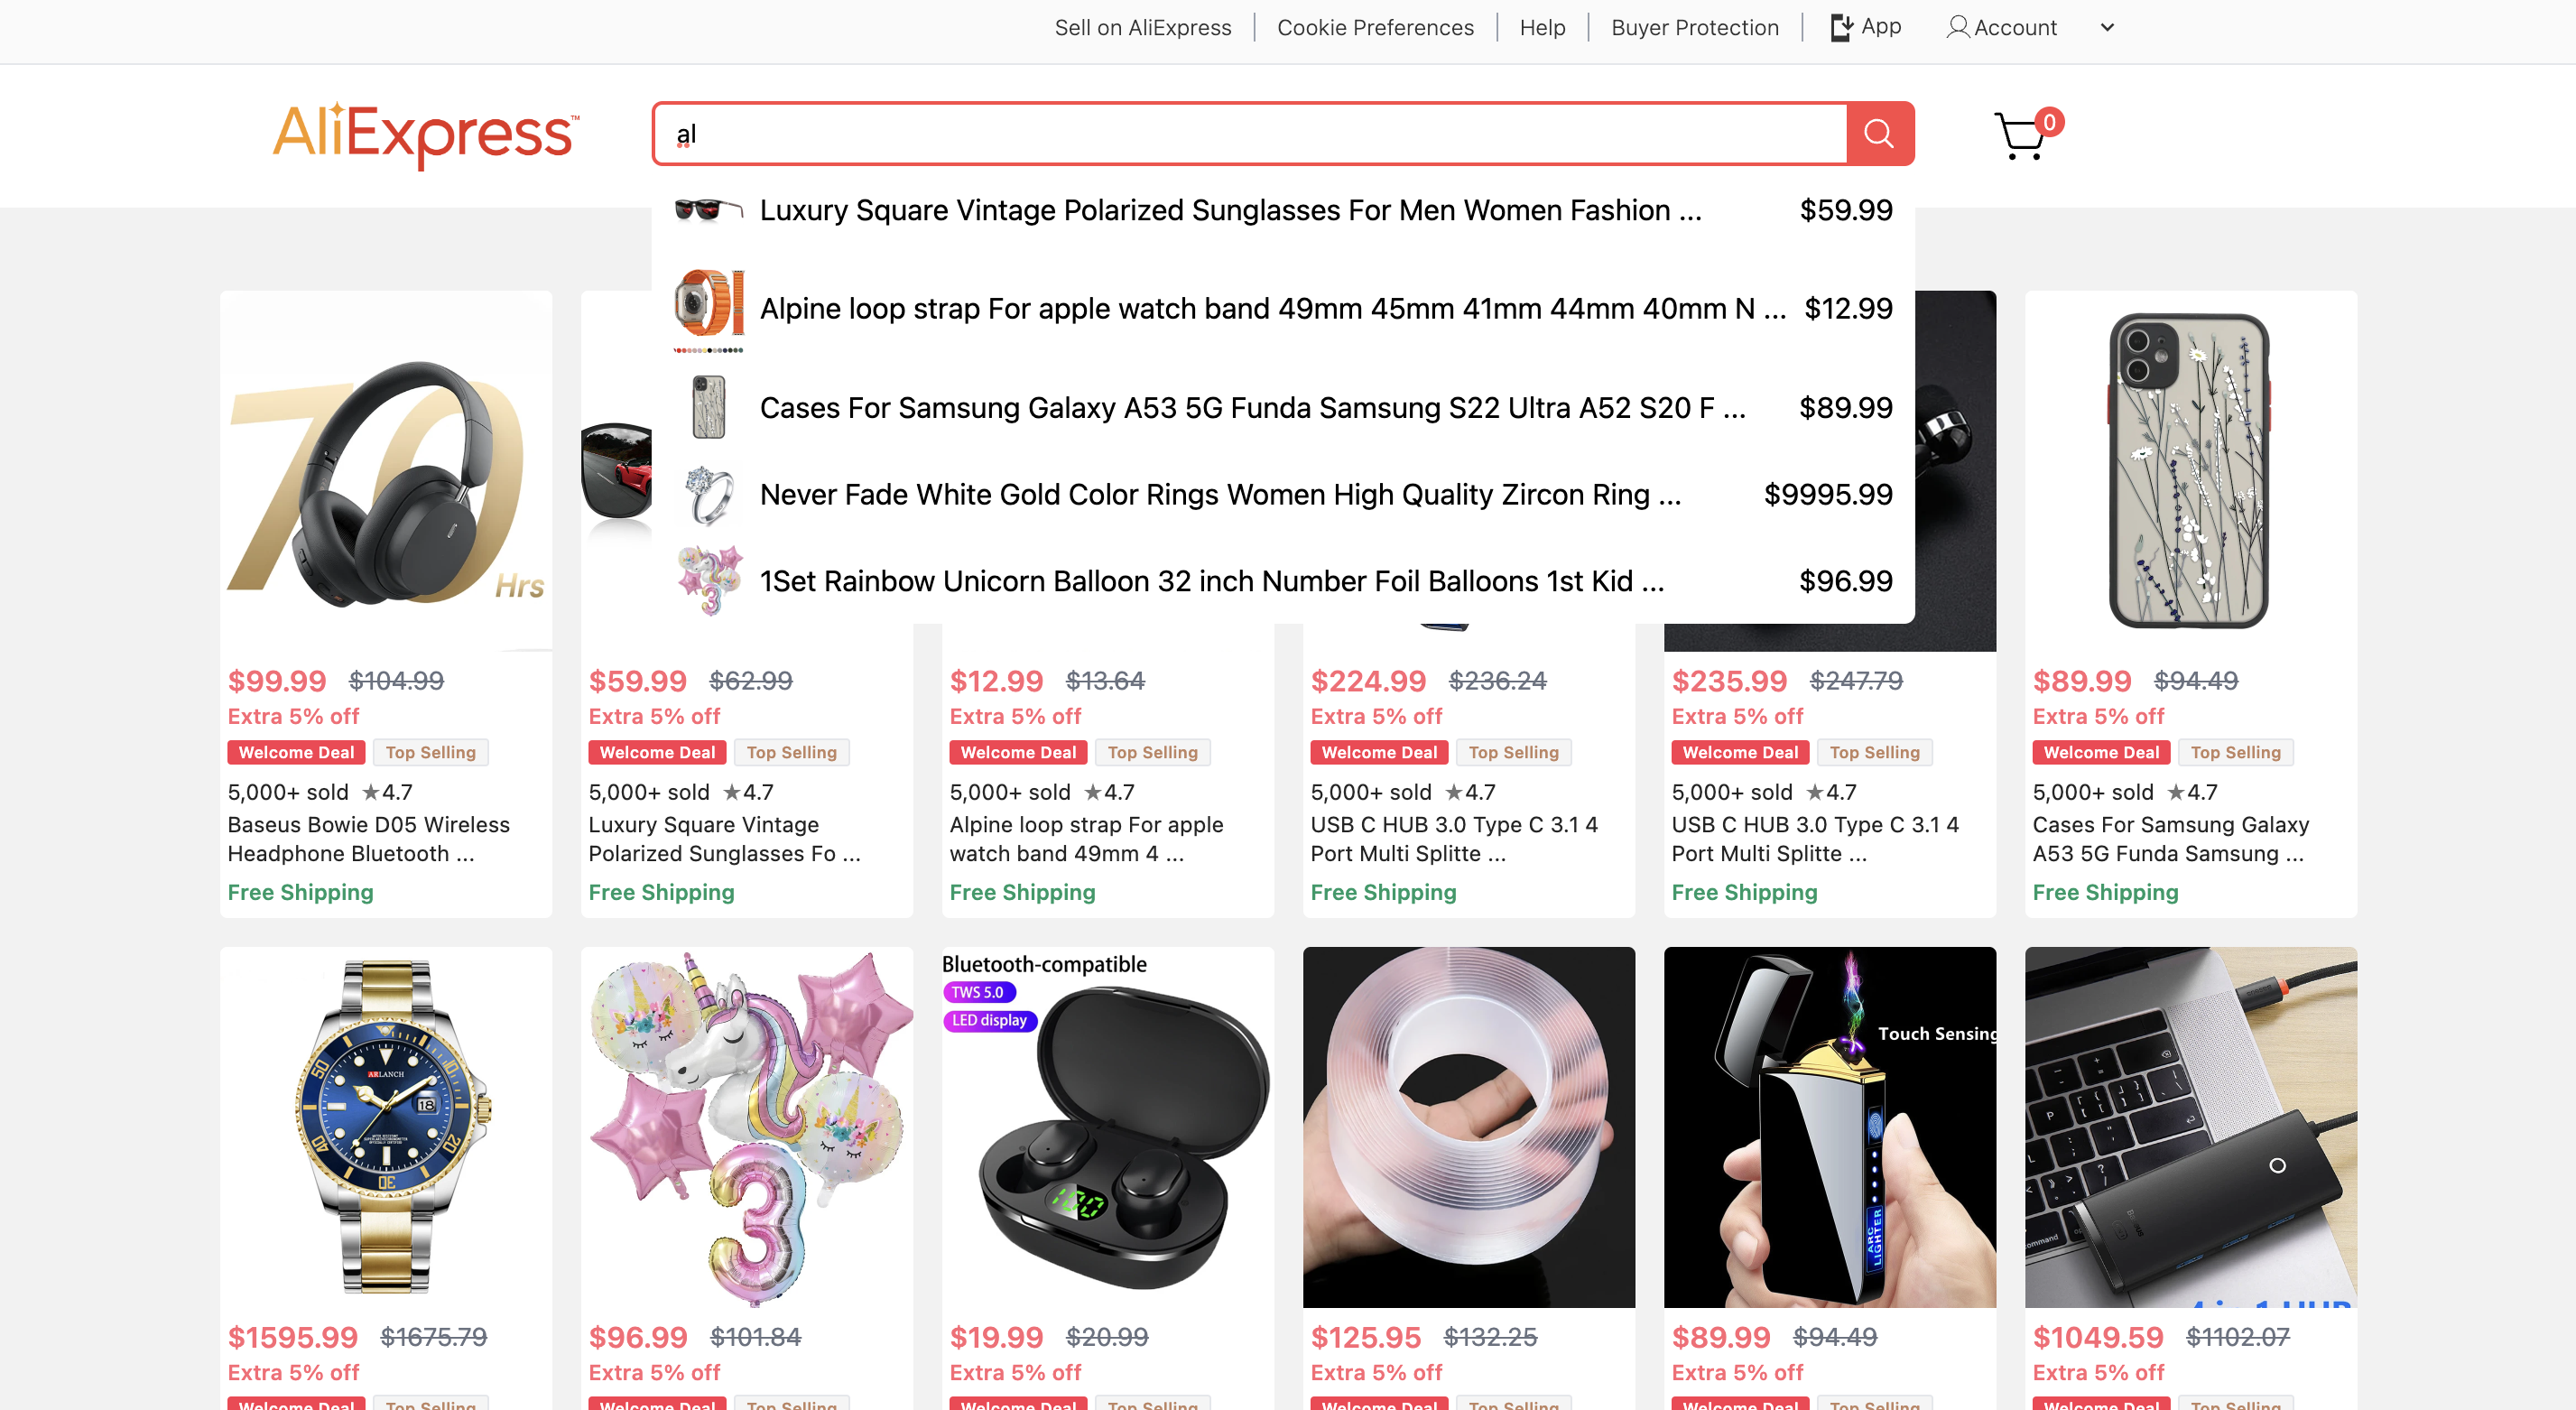 Sell on AliExpress
Cookie Preferences
Help
Buyer Protection
App
Account
AliExpress™
al
0
Luxury Square Vintage Polarized Sunglasses For Men Women Fashion ... $59.99
Alpine loop strap For apple watch band 49mm 45mm 41mm 44mm 40mm N ... $12.99
Cases For Samsung Galaxy A53 5G Funda Samsung S22 Ultra A52 S20 F ... $89.99
Never Fade White Gold Color Rings Women High Quality Zircon Ring ... $9995.99
1Set Rainbow Unicorn Balloon 32 inch Number Foil Balloons 1st Kid ... $96.99
70
Hrs
$99.99 $104.99
Extra 5% off
Welcome Deal Top Selling
5,000+ sold ★4.7
Baseus Bowie D05 Wireless
Headphone Bluetooth ...
Free Shipping
$59.99 $62.99
Extra 5% off
Welcome Deal Top Selling
5,000+ sold ★4.7
Luxury Square Vintage
Polarized Sunglasses Fo ...
Free Shipping
$12.99 $13.64
Extra 5% off
Welcome Deal Top Selling
5,000+ sold ★4.7
Alpine loop strap For apple
watch band 49mm 4 ...
Free Shipping
$224.99 $236.24
Extra 5% off
Welcome Deal Top Selling
5,000+ sold ★4.7
USB C HUB 3.0 Type C 3.1 4
Port Multi Splitte ...
Free Shipping
$235.99 $247.79
Extra 5% off
Welcome Deal Top Selling
5,000+ sold ★4.7
USB C HUB 3.0 Type C 3.1 4
Port Multi Splitte ...
Free Shipping
$89.99 $94.49
Extra 5% off
Welcome Deal Top Selling
5,000+ sold ★4.7
Cases For Samsung Galaxy
A53 5G Funda Samsung ...
Free Shipping
ARLANCH
18
$1595.99 $1675.79
Extra 5% off
Welcome Deal Top Selling
3
$96.99 $101.84
Extra 5% off
Welcome Deal Top Selling
Bluetooth-compatible
TWS 5.0
LED display
100
$19.99 $20.99
Extra 5% off
Welcome Deal Top Selling
$125.95 $132.25
Extra 5% off
Welcome Deal Top Selling
Touch Sensing
ARC LIGHTER
$89.99 $94.49
Extra 5% off
Welcome Deal Top Selling
command
Baseus
4 in 1 HUB
$1049.59 $1102.07
Extra 5% off
Welcome Deal Top Selling